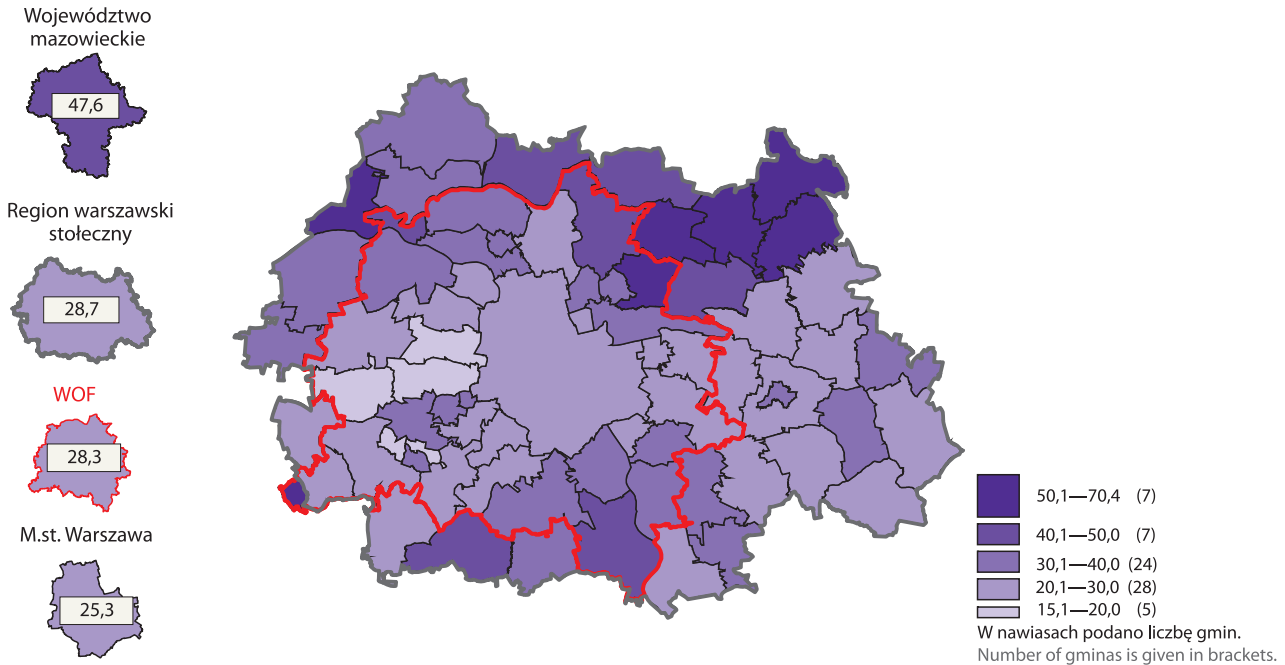 Województwo
mazowieckie
47,6
Region warszawski
stołeczny
28,7
WOF
28,3
M.st. Warszawa
25,3
50,1—70,4 (7)
40,1—50,0 (7)
30,1—40,0 (24)
20,1—30,0 (28)
15,1—20,0 (5)
W nawiasach podano liczbę gmin.
Number of gminas is given in brackets.